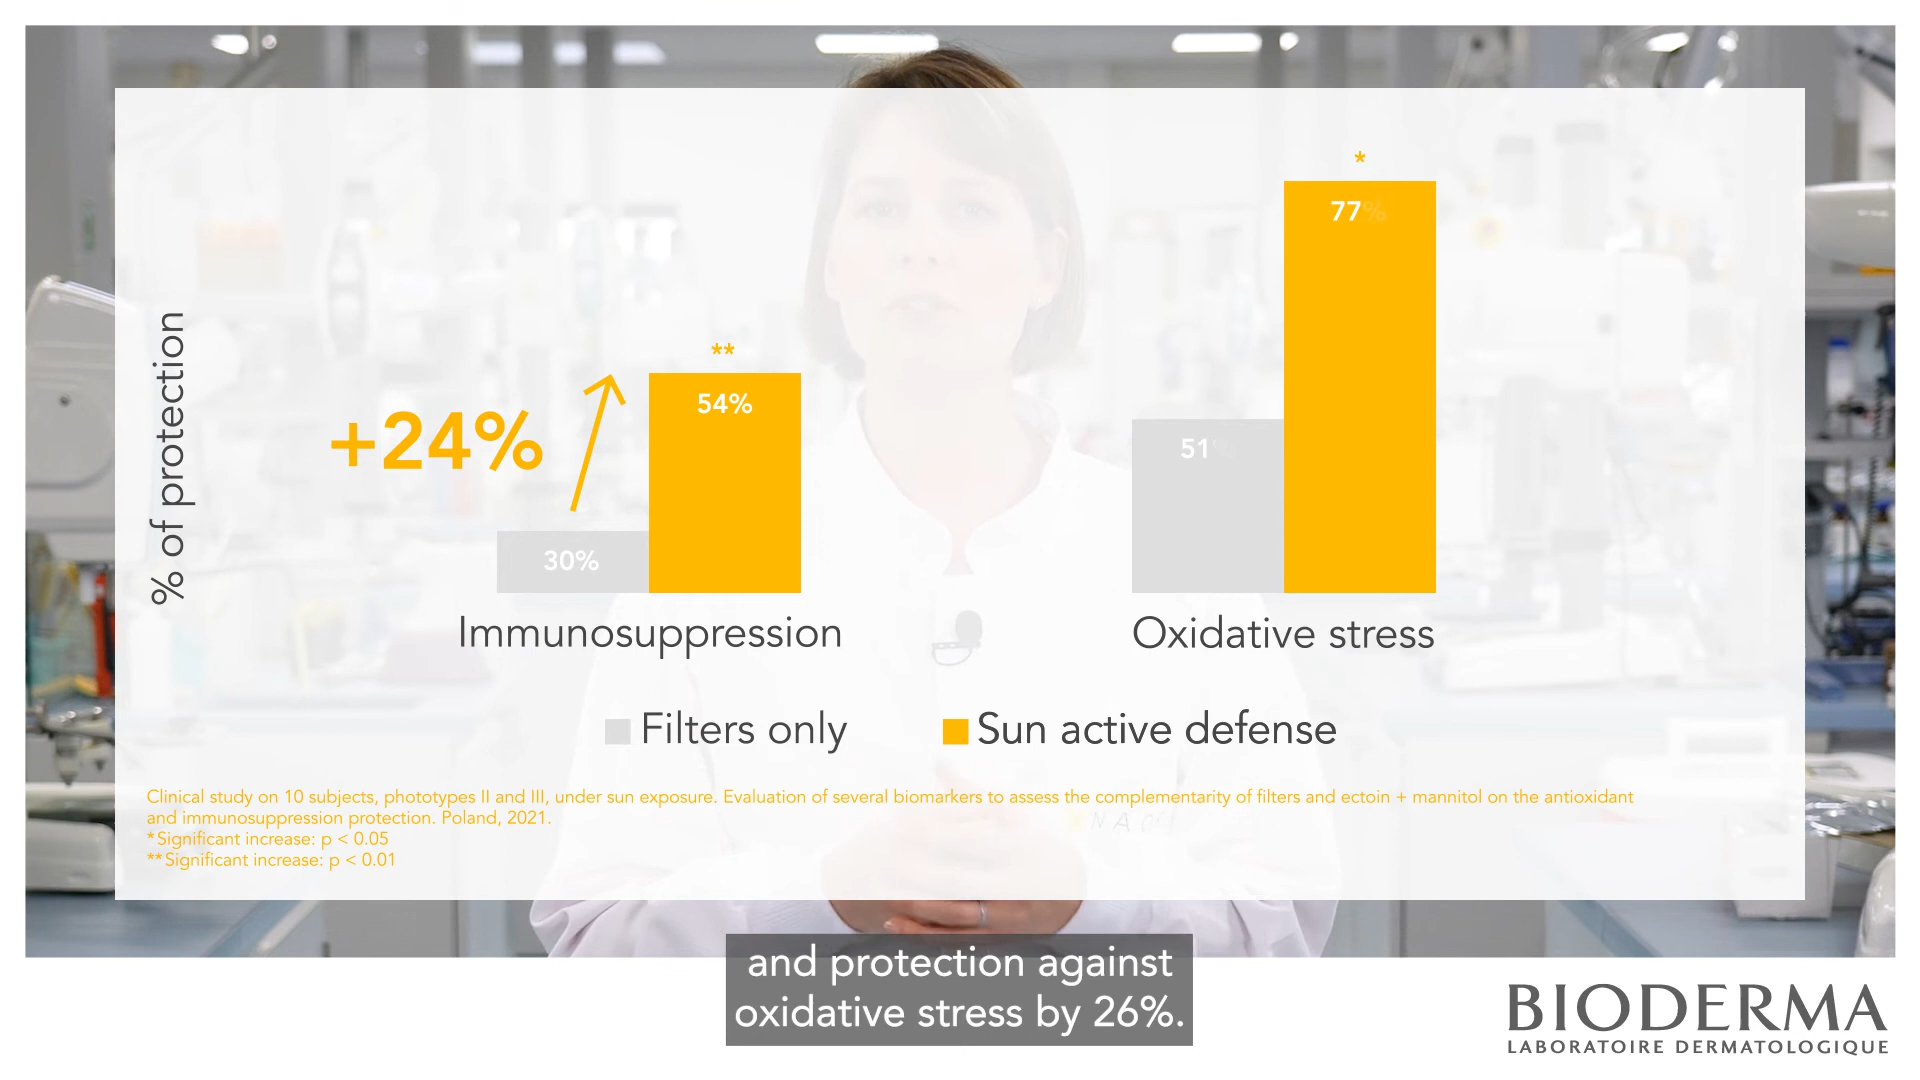 % of protection
*
77%
**
54%
+24%
51
30%
Immunosuppression
Oxidative stress
Filters only
Sun active defense
Clinical study on 10 subjects, phototypes II and III, under sun exposure. Evaluation of several biomarkers to assess the complementarity of filters and ectoin + mannitol on the antioxidant
and immunosuppression protection. Poland, 2021.
* Significant increase: p < 0.05
** Significant increase: p < 0.01
and protection against
oxidative stress by 26%.
BIODERMA
LABORATOIRE DERMATOLOGIQUE